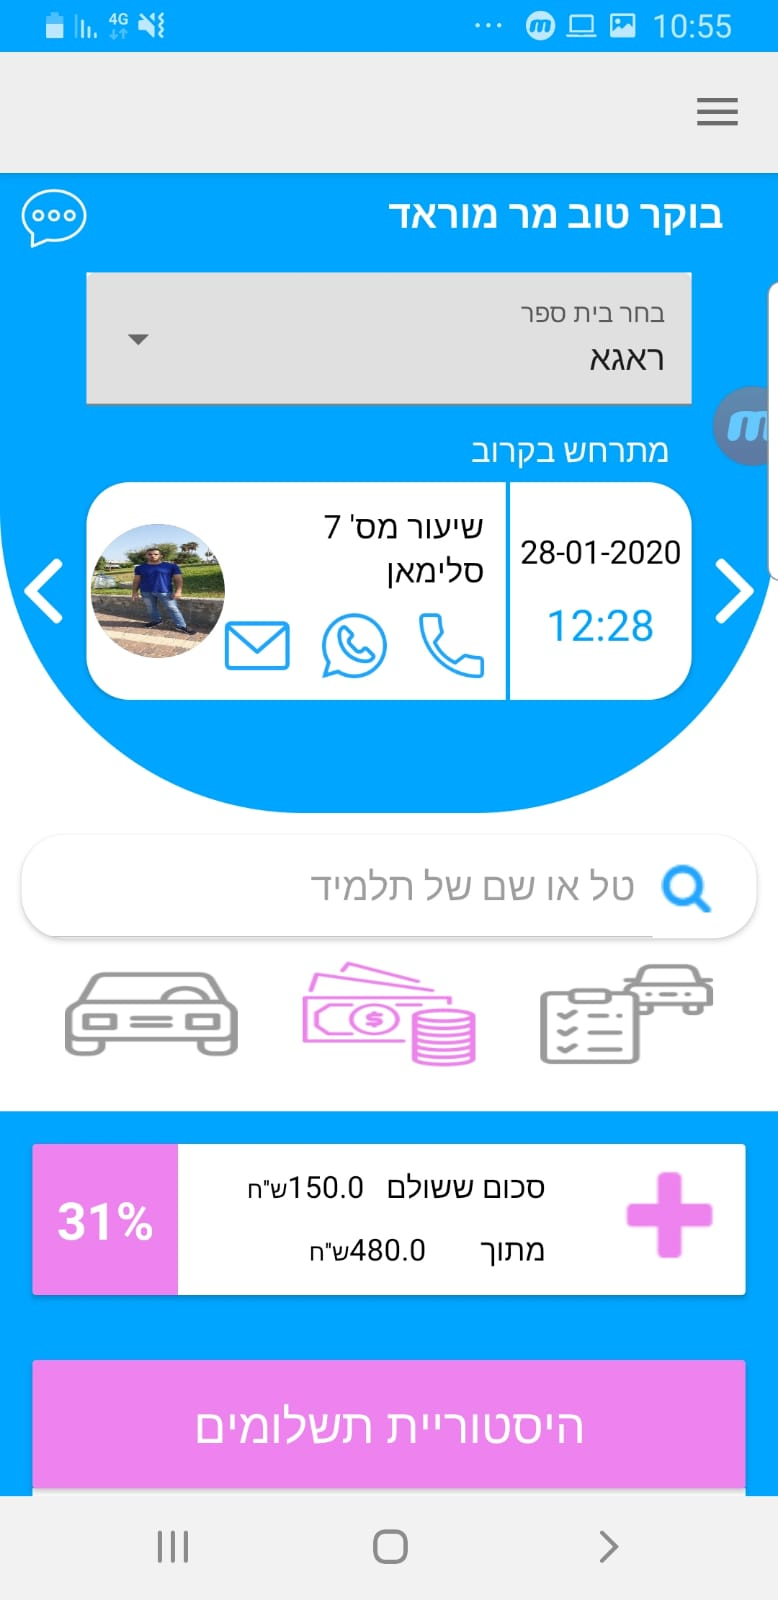 4G 10:55
בוקר טוב מר מוראד
בחר בית ספר
ראגא
מתרחש בקרוב
שיעור מס' 7
סלימאן
28-01-2020
12:28
טל או שם של תלמיד
סכום ששולם 150.0ש"ח
מתוך 480.0ש"ח
31%
היסטוריית תשלומים